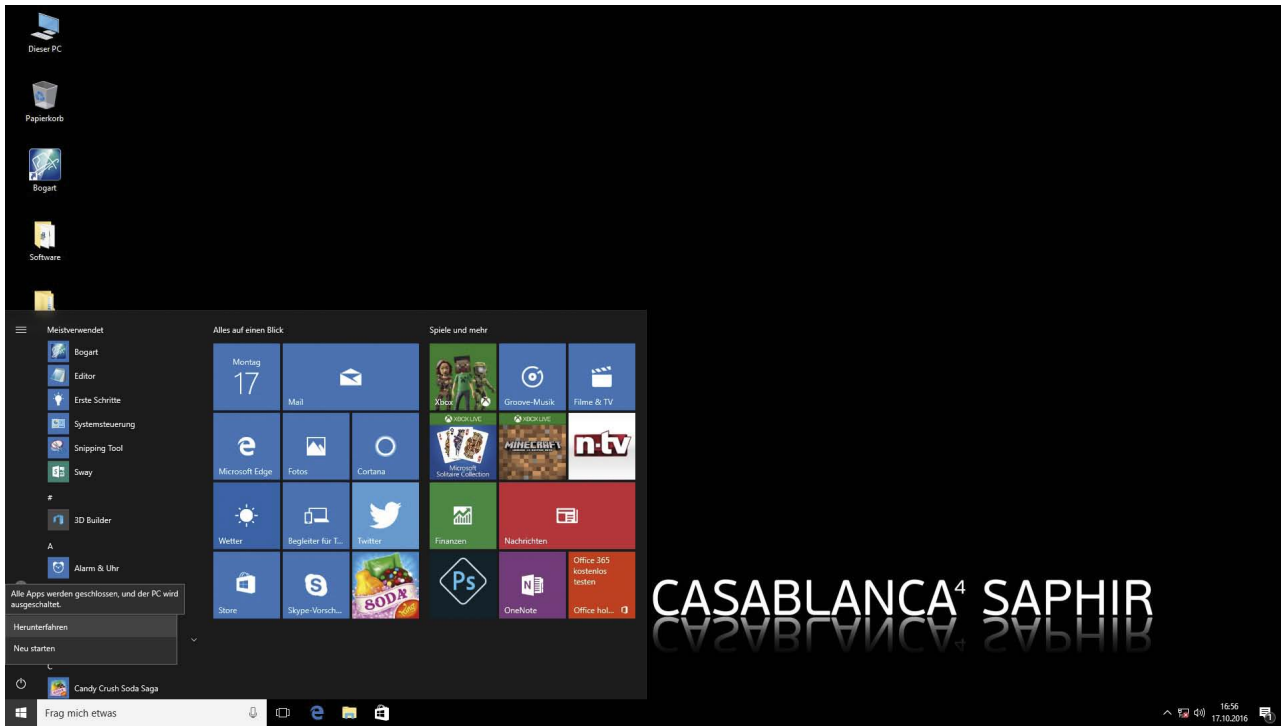 Dieser PC
Papierkorb
Bogart
Software
Meistverwendet
Bogart
Editor
Erste Schritte
Systemsteuerung
Snipping Tool
Sway
#
3D Builder
A
Alarm & Uhr
Alle Apps werden geschlossen, und der PC wird
ausgeschaltet.
Herunterfahren
Neu starten
Candy Crush Soda Saga
Alles auf einen Blick
Montag
17
Mail
Microsoft Edge
Fotos
Cortana
Wetter
Begleiter für T...
Twitter
Store
Skype-Vorsch...
SODA
Spiele und mehr
Xbox
Groove-Musik
Filme & TV
XBOX LIVE
Microsoft
Solitaire Collection
XBOX LIVE
MINECRAFT
n-tv
Finanzen
Nachrichten
Ps
OneNote
Office 365
kostenlos
testen
Office hol...
CASABLANCA⁴ SAPHIR
Frag mich etwas
16:56
17.10.2016